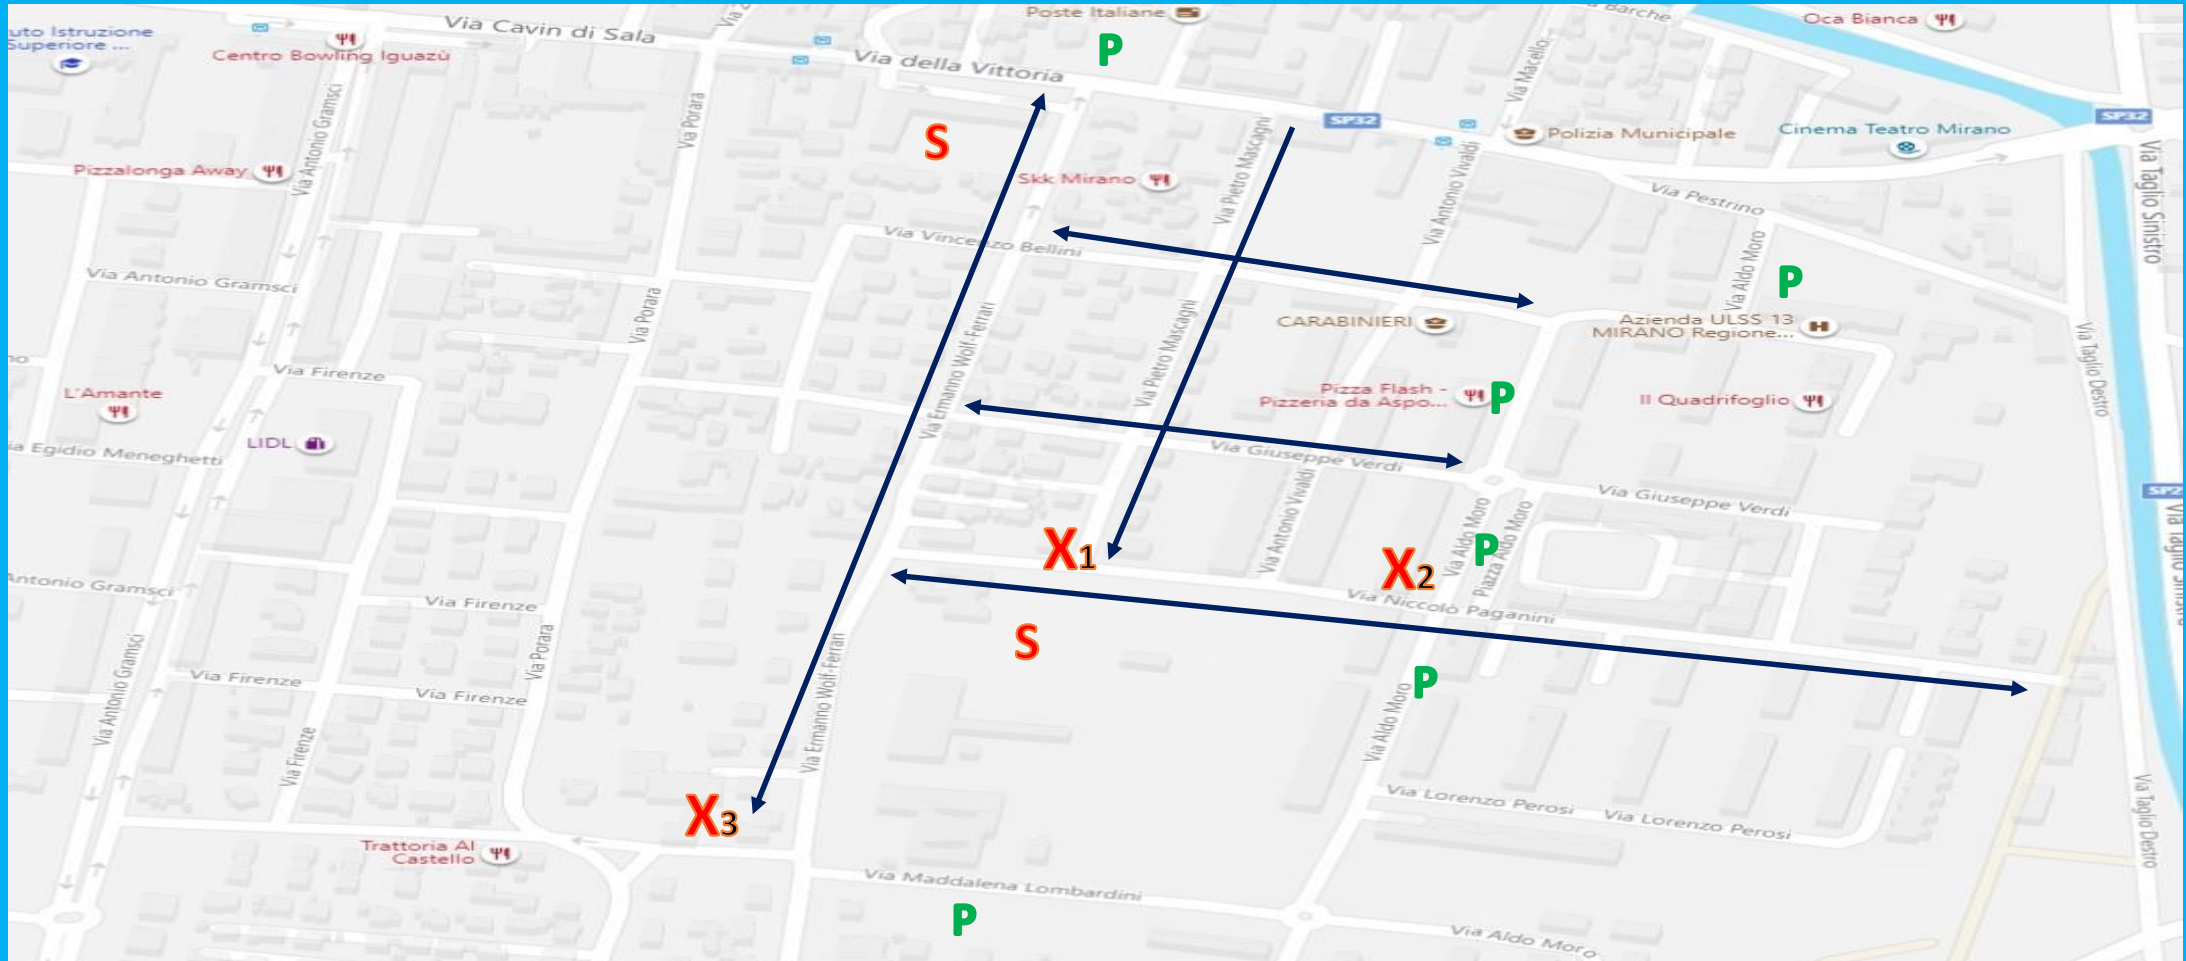 Via Cavin di Sala
Poste Italiane
Oca Bianca
uto Istruzione
Superiore ...
Centro Bowling Iguazù
P
Via della Vittoria
Via Macello
Barche
SP32
SP32
Polizia Municipale
Cinema Teatro Mirano
S
Via Porara
Via Antonio Gramsci
Pizzalonga Away
Skk Mirano
Via Pietro Mascagni
Via Antonio Vivaldi
Via Pestrino
Via Taglio Sinistro
Via Vincenzo Bellini
Via Antonio Gramsci
Via Aldo Moro
P
Via Porara
CARABINIERI
Azienda ULSS 13
MIRANO Regione...
Via Ermanno Wolf-Ferrari
Via Pietro Mascagni
Via Taglio Destro
Via Firenze
L'Amante
Pizza Flash -
Pizzeria da Aspo...
P
Il Quadrifoglio
LIDL
ia Egidio Meneghetti
Via Giuseppe Verdi
Via Giuseppe Verdi
Via Antonio Vivaldi
Via Aldo Moro
Piazza Aldo Moro
P
X1
X2
Antonio Gramsci
Via Firenze
Via Niccolò Paganini
S
Via Antonio Gramsci
Via Porara
Via Ermanno Wolf-Ferrari
Via Firenze
Via Firenze
P
Via Aldo Moro
Via Firenze
X3
Via Lorenzo Perosi
Via Lorenzo Perosi
Via Taglio Destro
Trattoria Al
Castello
Via Maddalena Lombardini
P
Via Aldo Moro